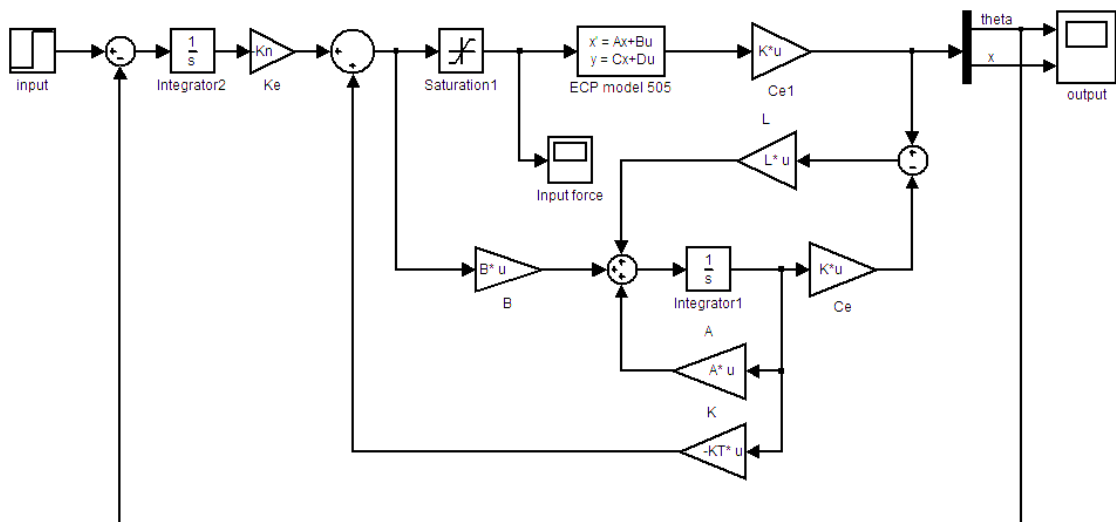 theta
x
output
input
1
s
Integrator2
-Kn
Ke
Saturation1
x' = Ax+Bu
y = Cx+Du
ECP model 505
K*u
Ce1
L
L* u
Input force
B* u
B
1
s
Integrator1
K*u
Ce
A
A* u
K
-KT* u